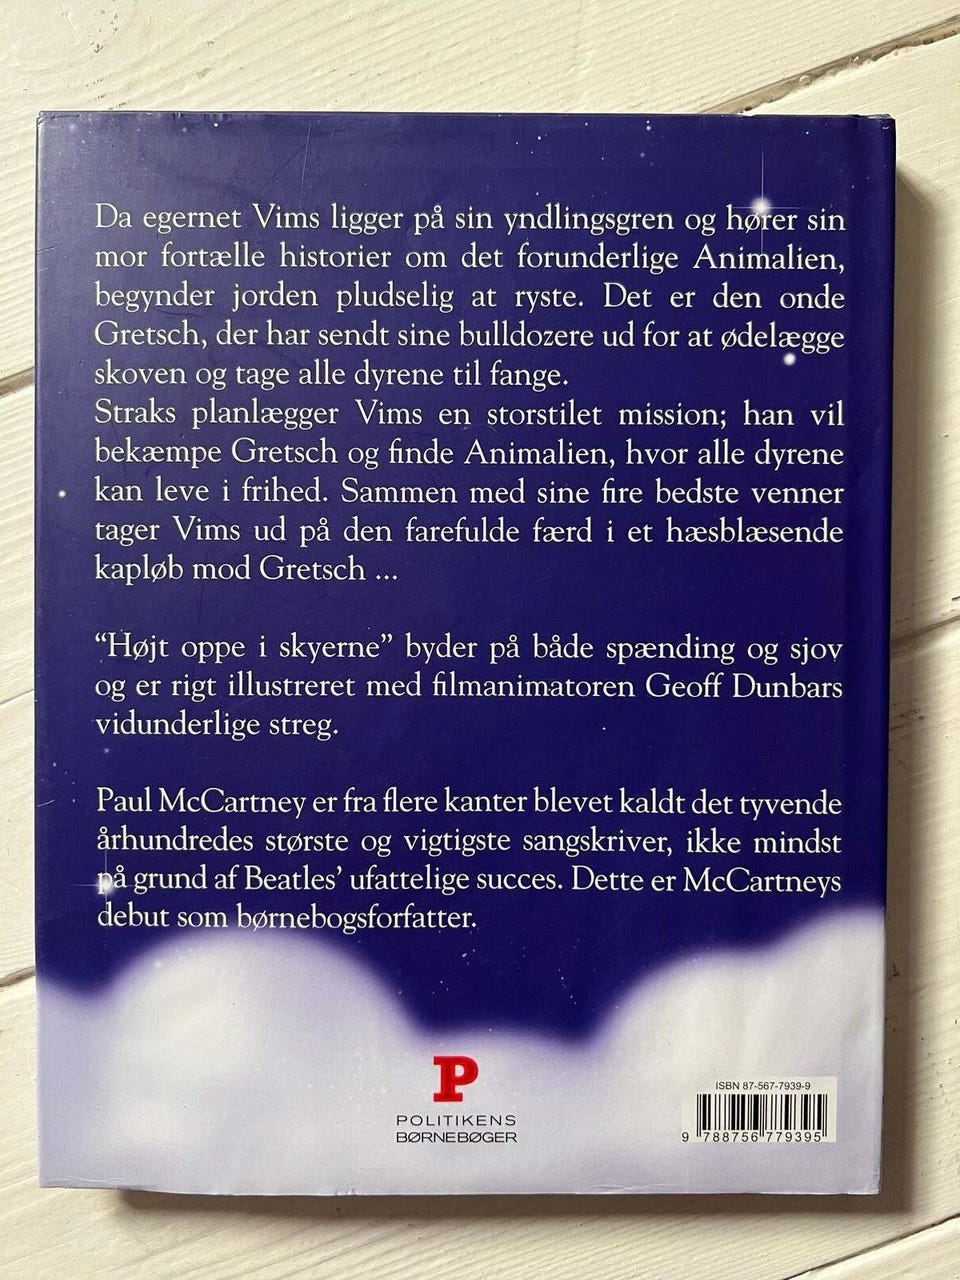 Da egernet Vims ligger på sin yndlingsgren og hører sin
mor fortælle historier om det forunderlige Animalien,
begynder jorden pludselig at ryste. Det er den onde
Gretsch, der har sendt sine bulldozere ud for at ødelægge
skoven og tage alle dyrene til fange.
Straks planlægger Vims en storstilet mission; han vil
bekæmpe Gretsch og finde Animalien, hvor alle dyrene
kan leve i frihed. Sammen med sine fire bedste venner
tager Vims ud på den farefulde færd i et hæsblæsende
kapløb mod Gretsch ...
“Højt oppe i skyerne” byder på både spænding og sjov
og er rigt illustreret med filmanimatoren Geoff Dunbars
vidunderlige streg.
Paul McCartney er fra flere kanter blevet kaldt det tyvende
århundredes største og vigtigste sangskriver, ikke mindst
på grund af Beatles’ ufattelige succes. Dette er McCartneys
debut som børnebogsforfatter.
P
POLITIKENS
BØRNEBØGER
ISBN 87-567-7939-9
9 788756 779395